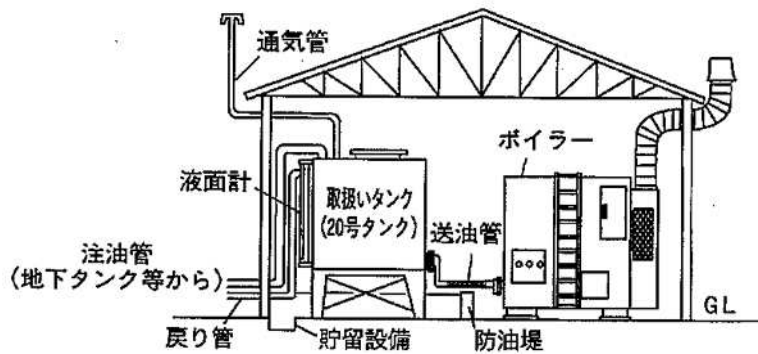 通気管
ボイラー
液面計
取扱いタンク
(20号タンク)
送油管
注油管
(地下タンク等から)
GL
戻り管
貯留設備
防油堤